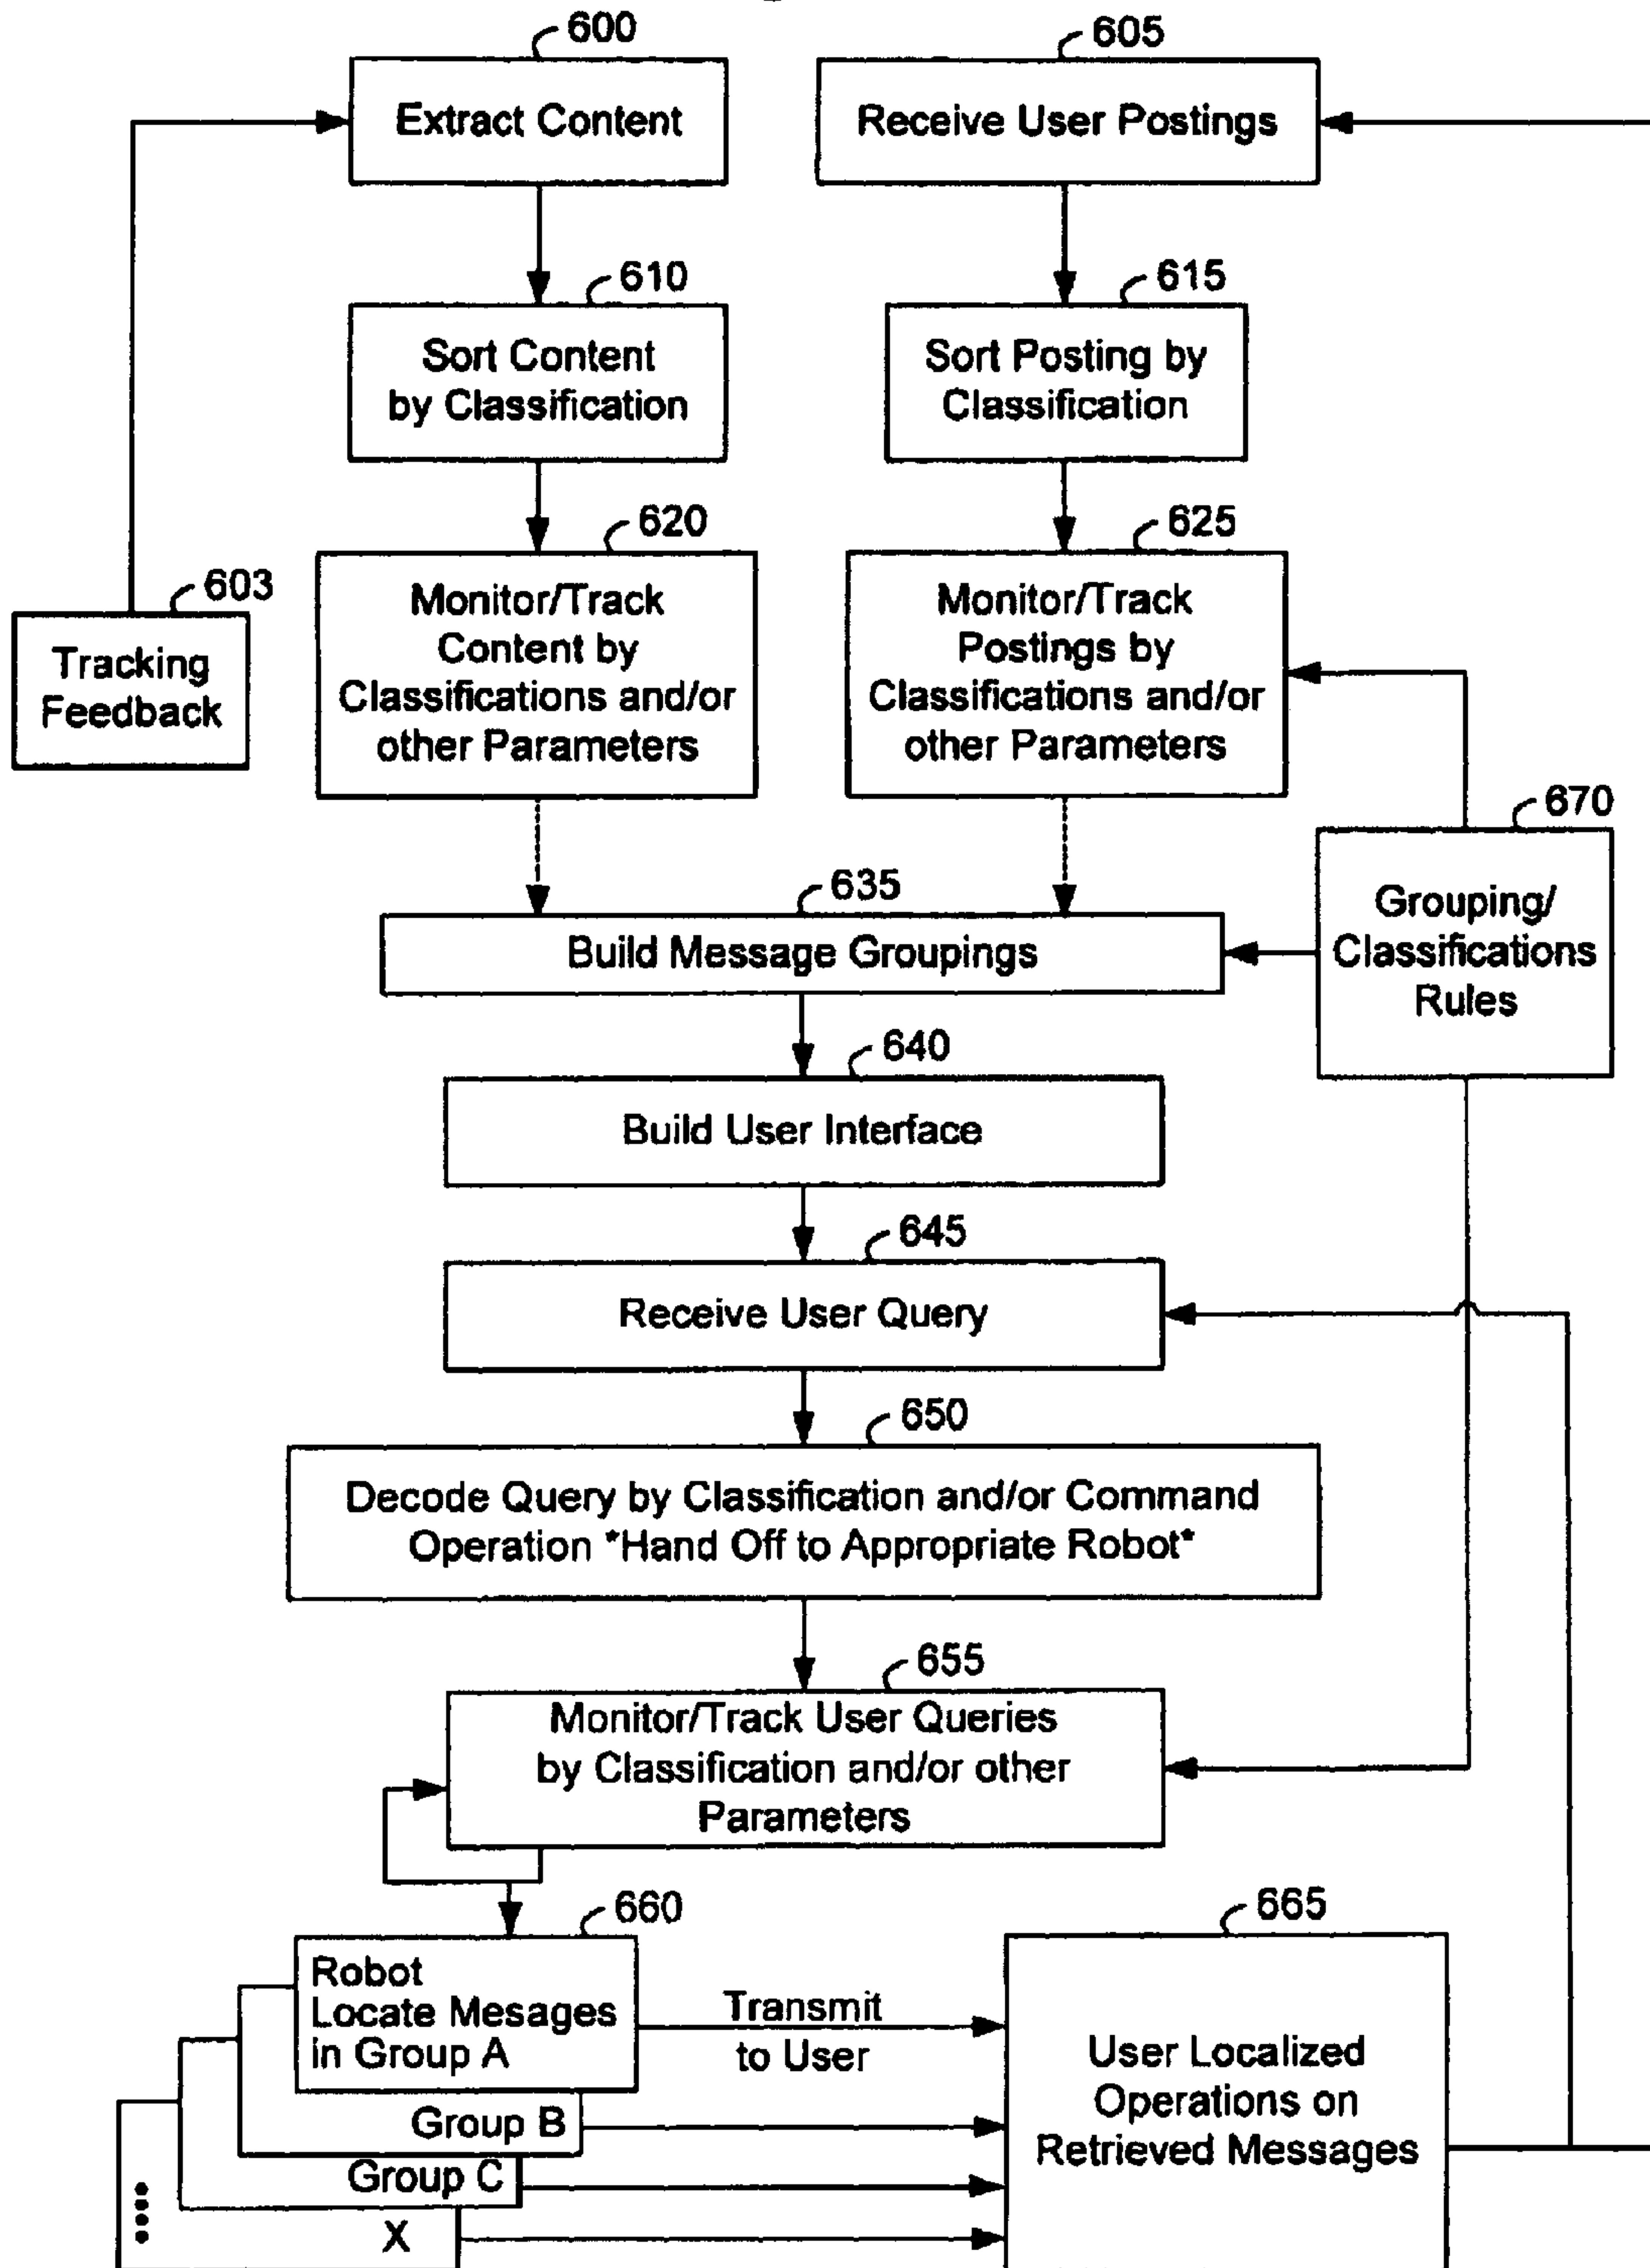 600
Extract Content
605
Receive User Postings
610
Sort Content
by Classification
615
Sort Posting by
Classification
620
Monitor/Track
Content by
Classifications and/or
other Parameters
625
Monitor/Track
Postings by
Classifications and/or
other Parameters
603
Tracking
Feedback
670
Grouping/
Classifications
Rules
635
Build Message Groupings
640
Build User Interface
645
Receive User Query
650
Decode Query by Classification and/or Command
Operation *Hand Off to Appropriate Robot*
655
Monitor/Track User Queries
by Classification and/or other
Parameters
660
Robot
Locate Mesages
in Group A
Group B
Group C
X
Transmit
to User
665
User Localized
Operations on
Retrieved Messages